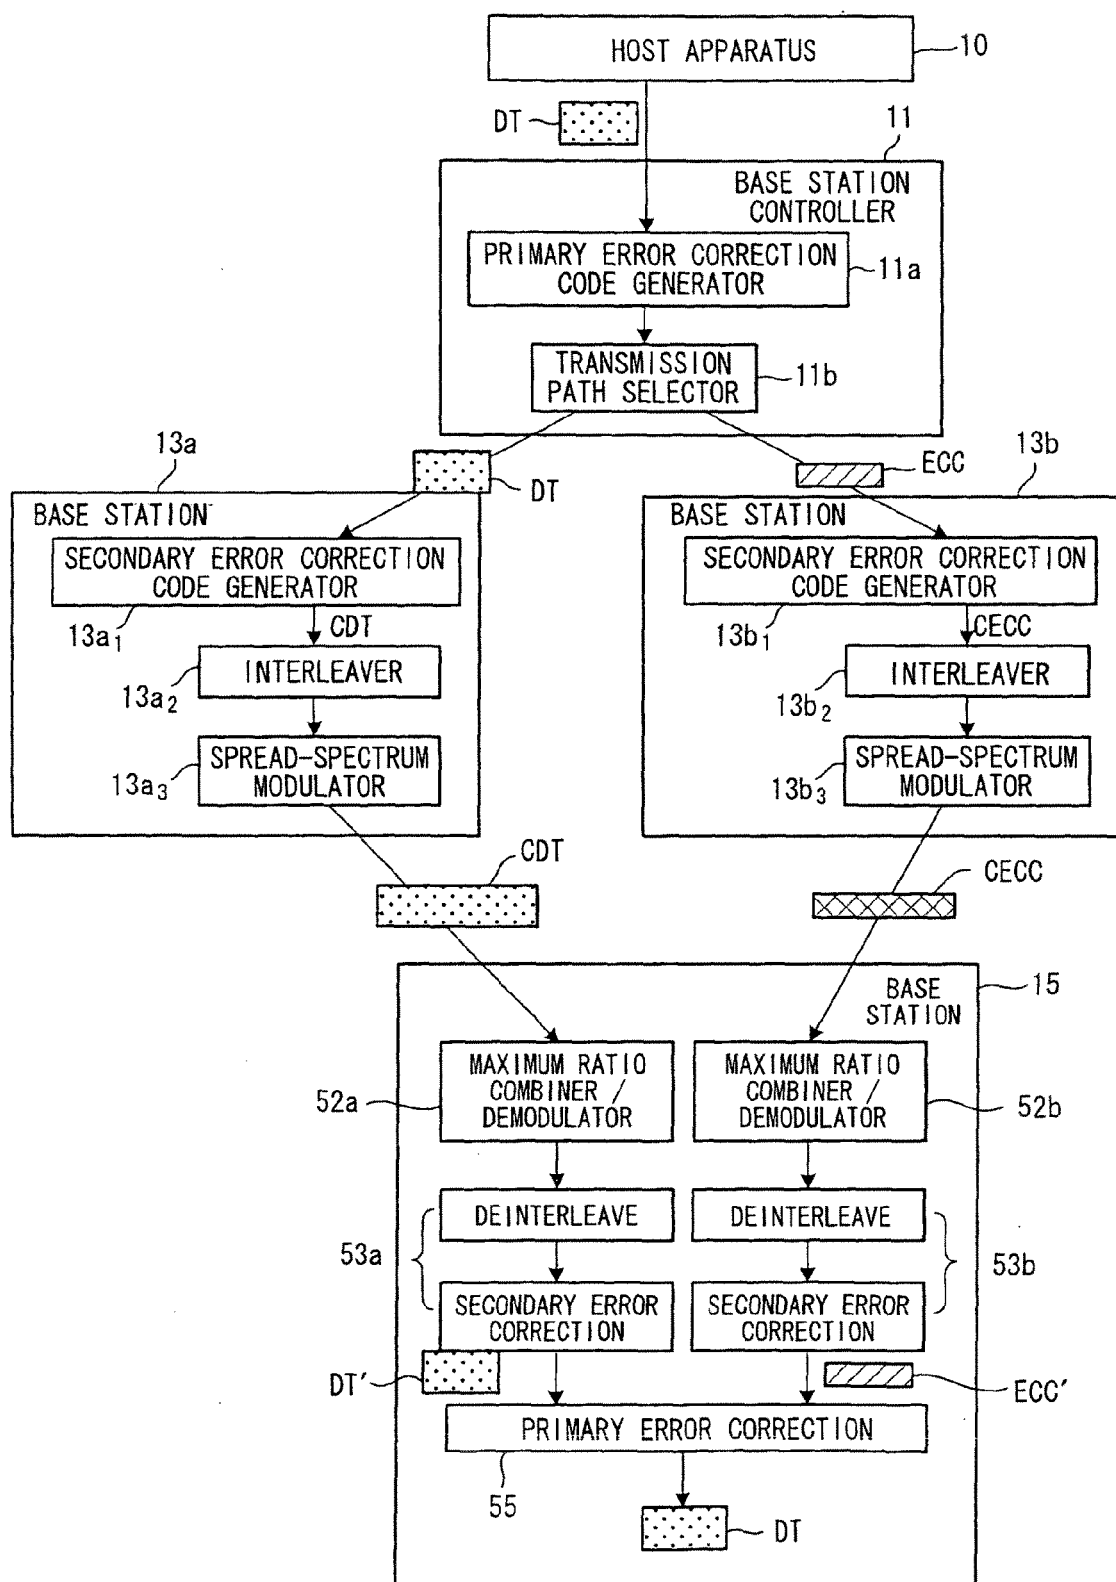 HOST APPARATUS
10
DT
11
BASE STATION
CONTROLLER
PRIMARY ERROR CORRECTION
CODE GENERATOR
11a
TRANSMISSION
PATH SELECTOR
11b
13a
DT
ECC
13b
BASE STATION
SECONDARY ERROR CORRECTION
CODE GENERATOR
13a1
CDT
INTERLEAVER
13a2
SPREAD-SPECTRUM
MODULATOR
13a3
BASE STATION
SECONDARY ERROR CORRECTION
CODE GENERATOR
13b1
CECC
INTERLEAVER
13b2
SPREAD-SPECTRUM
MODULATOR
13b3
CDT
CECC
15
BASE
STATION
MAXIMUM RATIO
COMBINER/
DEMODULATOR
52a
MAXIMUM RATIO
COMBINER/
DEMODULATOR
52b
DEINTERLEAVE
DEINTERLEAVE
53a
53b
SECONDARY ERROR
CORRECTION
SECONDARY ERROR
CORRECTION
DT′
ECC′
PRIMARY ERROR CORRECTION
55
DT